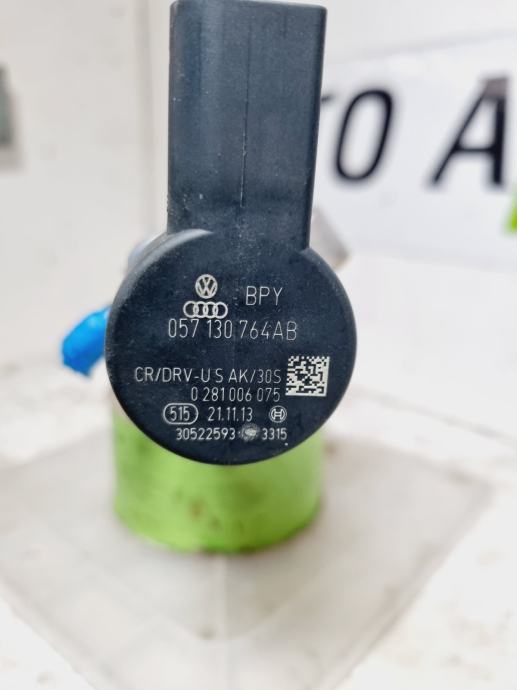 TO A
BPY
057 130 764AB
CR/DRV-U S AK/30S
0 281 006 075
515 21.11.13
30522593 3315